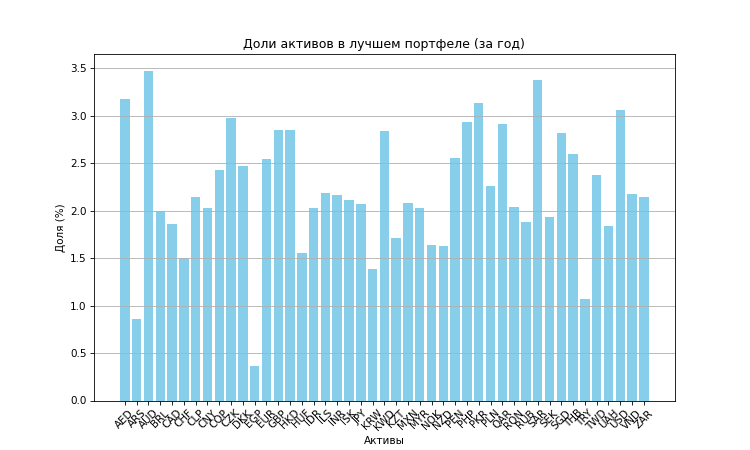 Доли активов в лучшем портфеле (за год)
3.5
3.0
2.5
2.0
1.5
1.0
0.5
0.0
Доля (%)
AED ARS AUD BRL CAD CHF CLP CNY COP CZK DKK EGP EUR GBP HKD HUF IDR ILS INR ISK JPY KRW KWD KZT MXN MYR NOK NZD PEN PHP PKR PLN QAR RON RUB SAR SEK SGD THB TRY TWD UAH USD VND ZAR
Активы